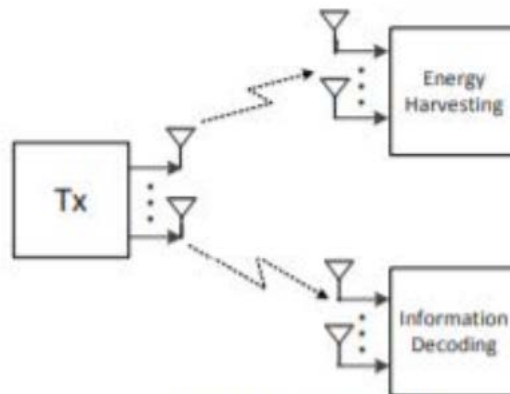 Energy
Harvesting
Tx
Information
Decoding